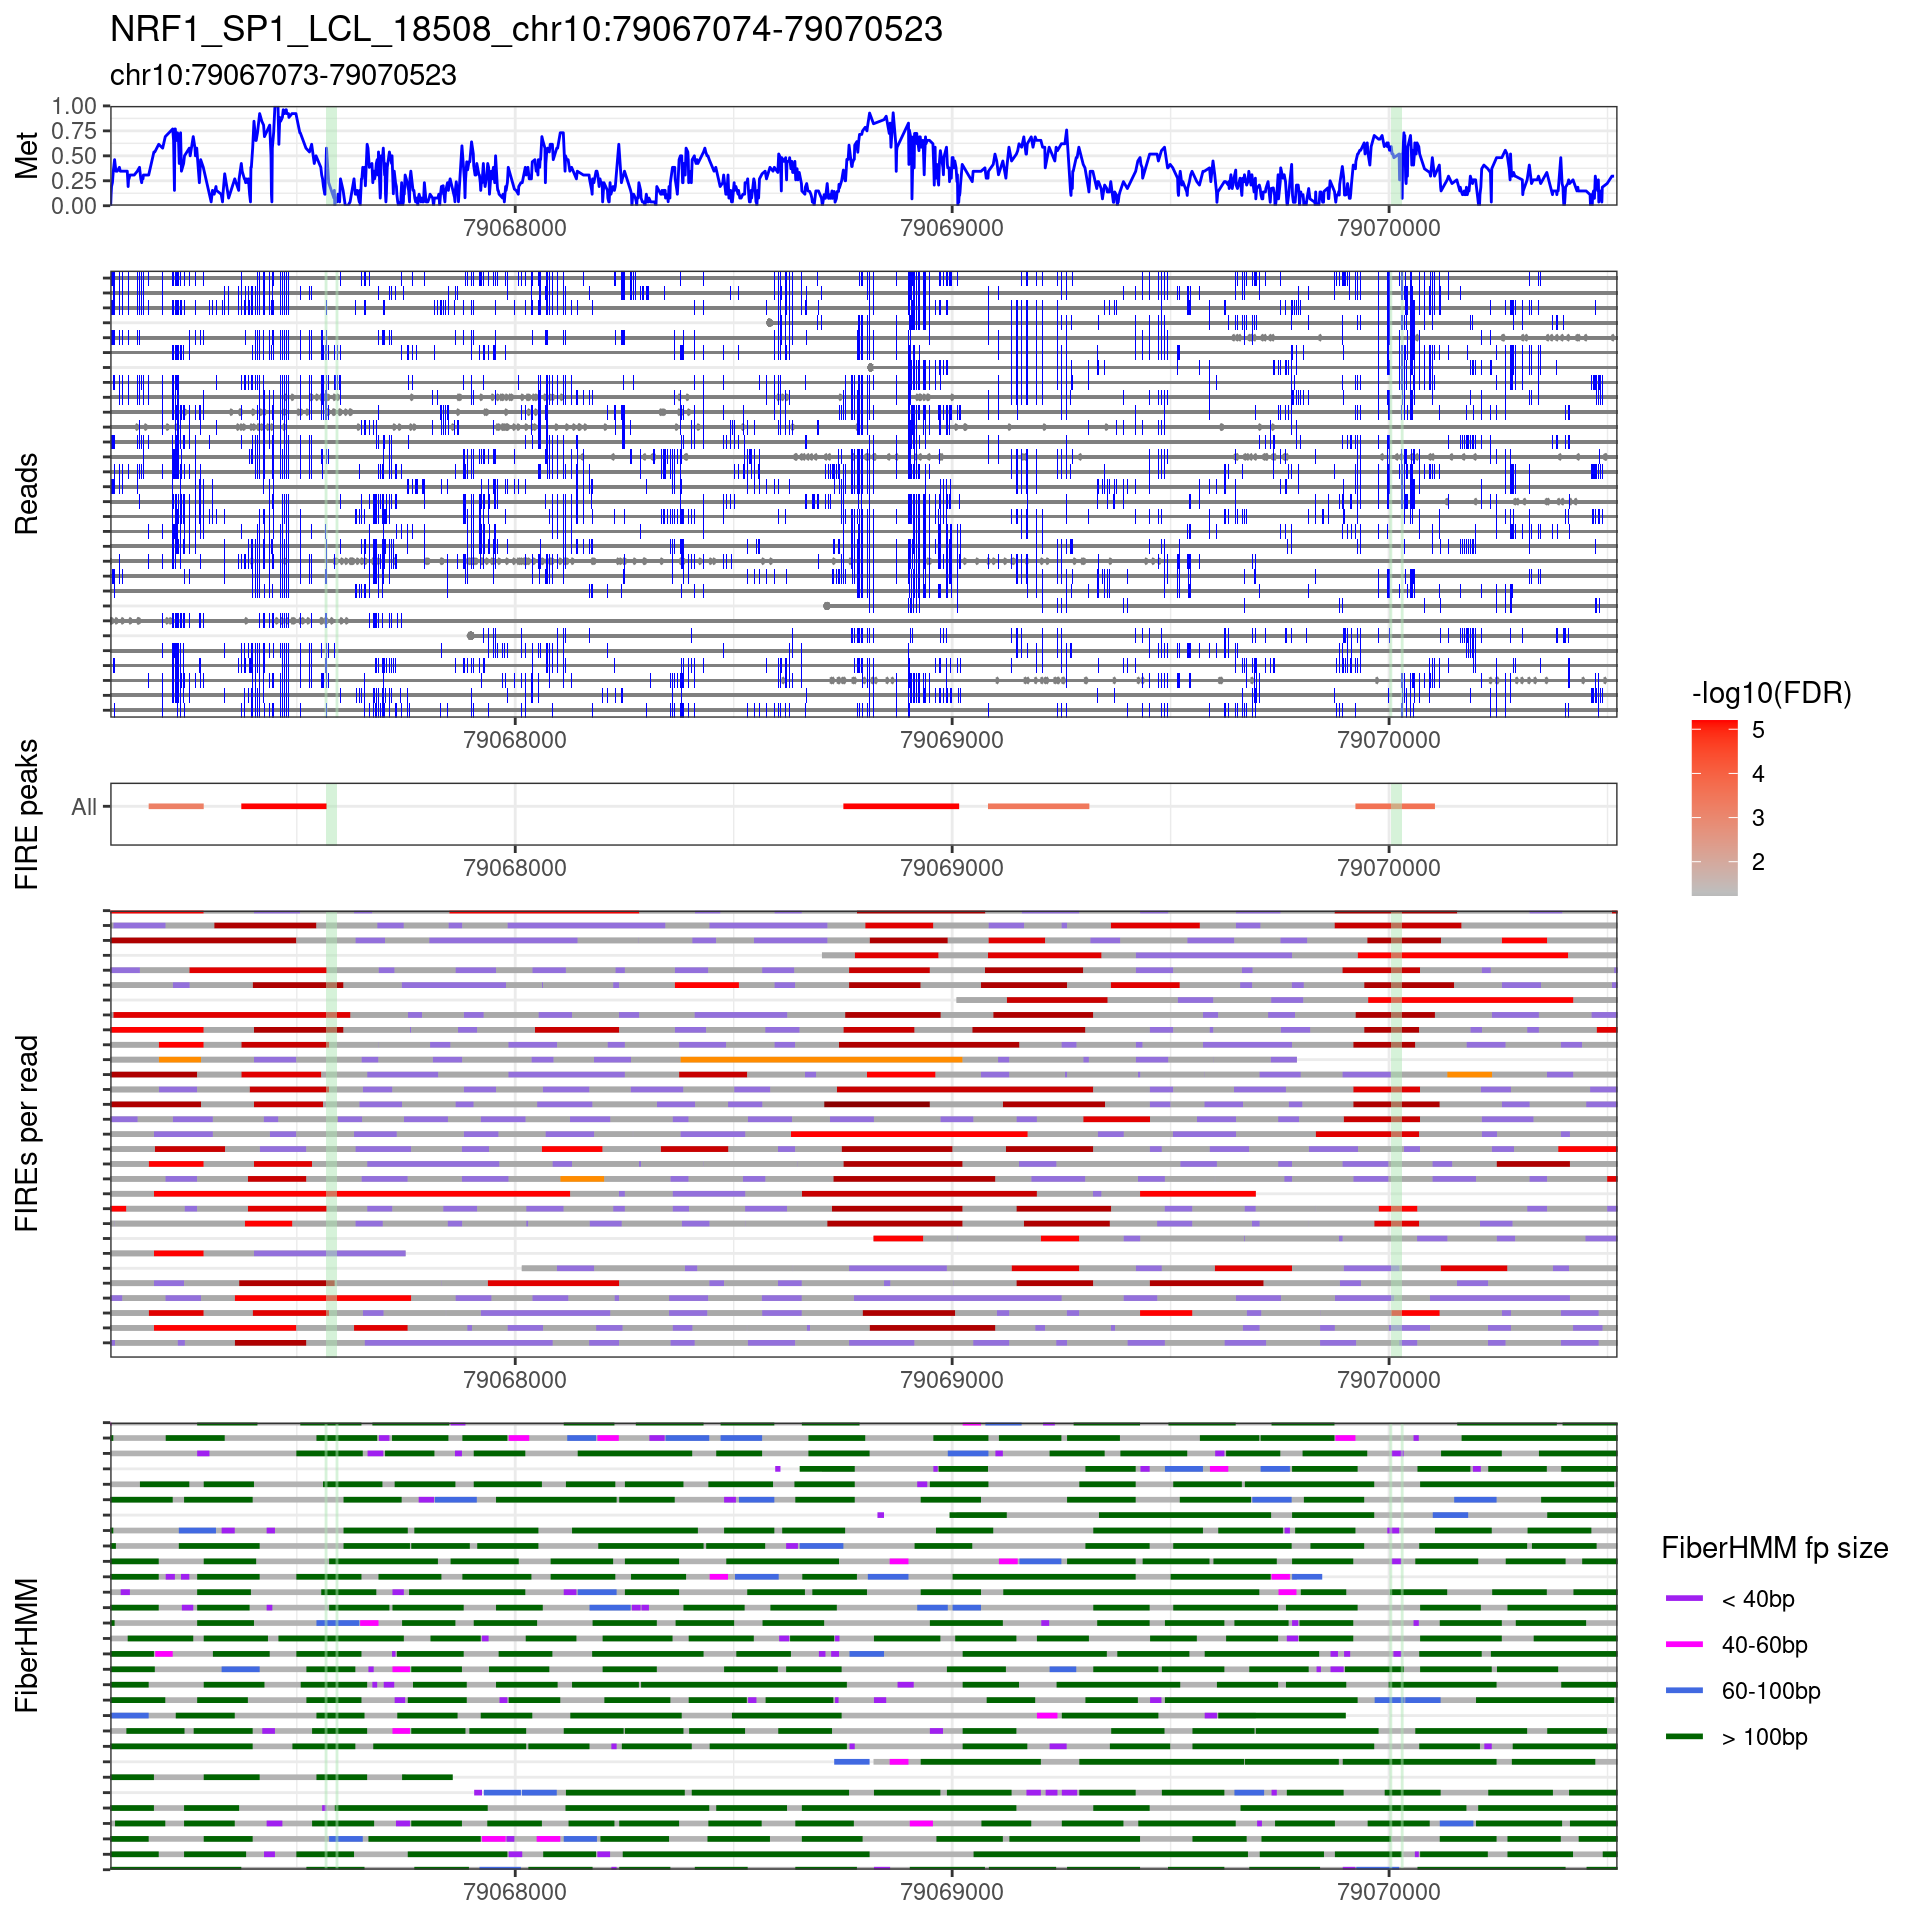 NRF1_SP1_LCL_18508_chr10:79067074-79070523
chr10:79067073-79070523
Met
1.00
0.75
0.50
0.25
0.00
79068000 79069000 79070000
Reads
79068000 79069000 79070000
FIRE peaks
All
79068000 79069000 79070000
-log10(FDR)
5
4
3
2
FIREs per read
79068000 79069000 79070000
FiberHMM
79068000 79069000 79070000
FiberHMM fp size
< 40bp
40-60bp
60-100bp
> 100bp